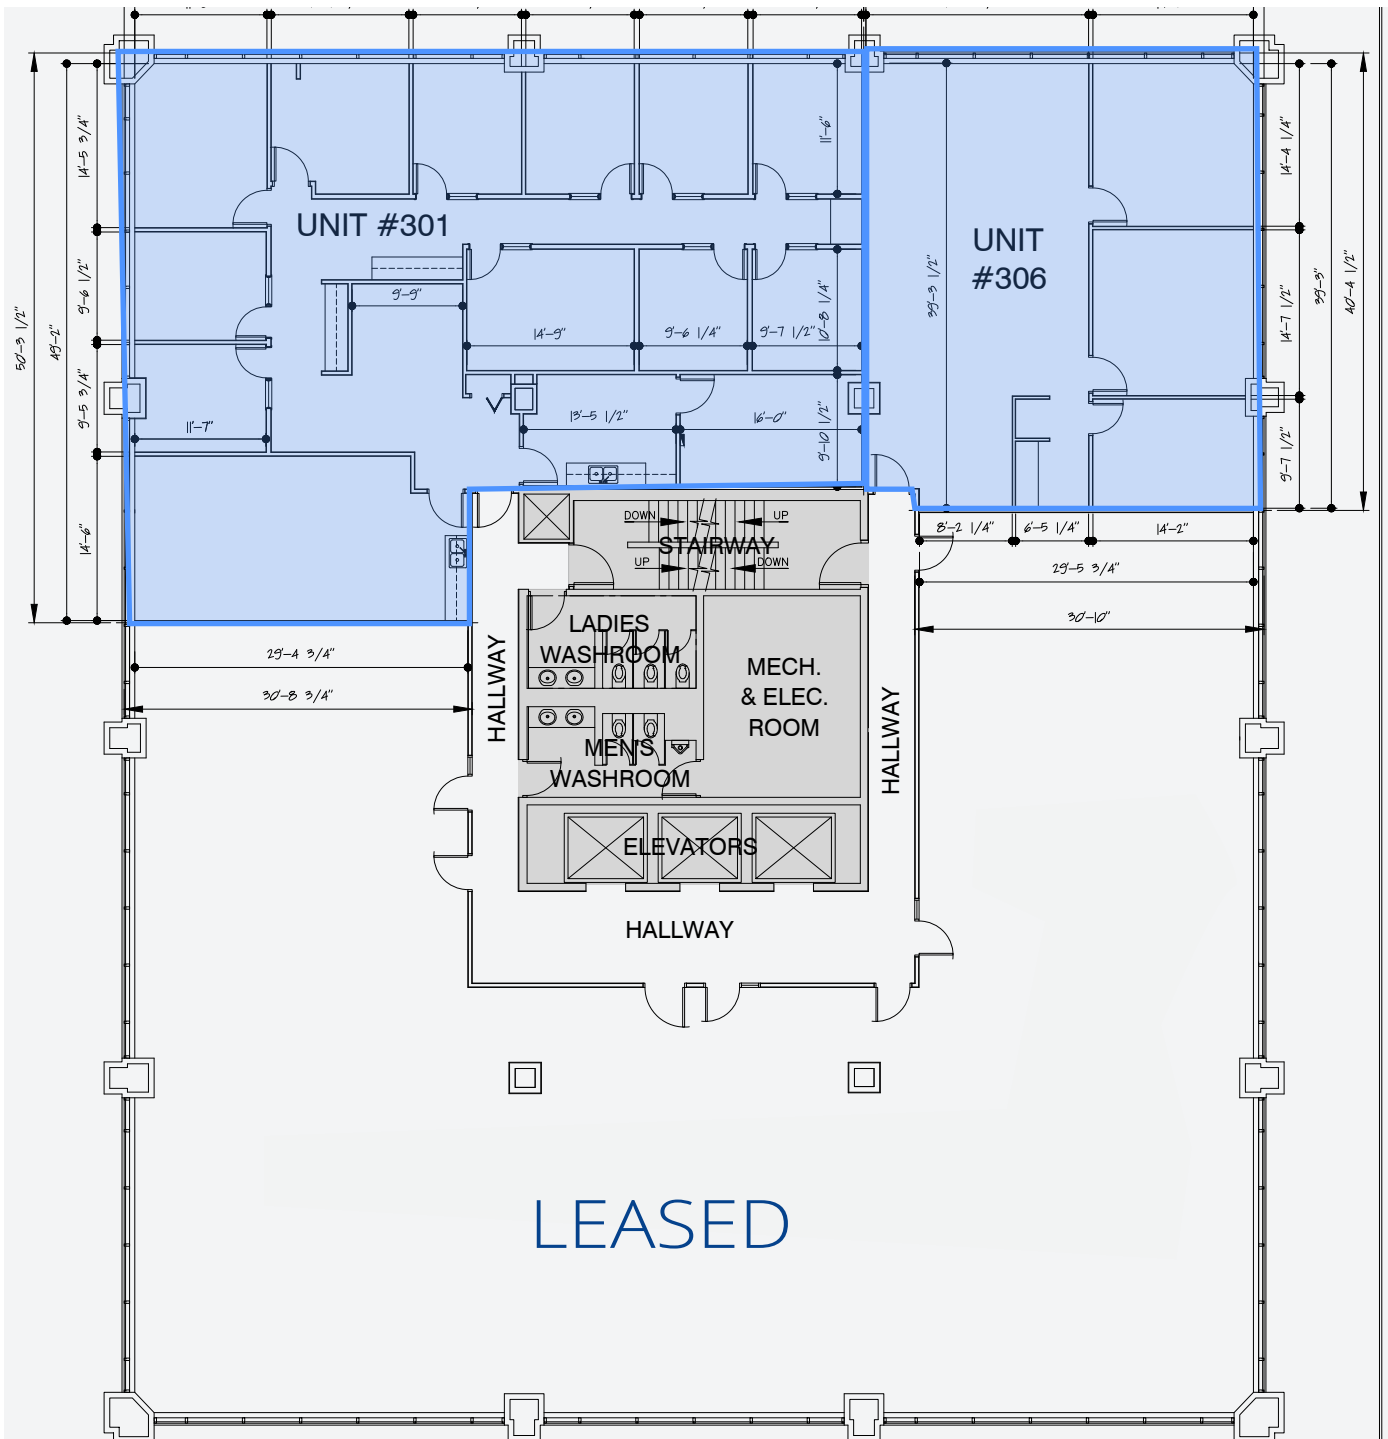 11'-6"
14'-5 3/4"
14'-4 1/4"
UNIT #301
UNIT
#306
9'-6 1/2"
9'-9"
10'-8 1/4"
39'-3 1/2"
14'-7 1/2"
39'-3"
40'-4 1/2"
50'-3 1/2"
49'-2"
14'-9"
9'-6 1/4"
9'-7 1/2"
9'-5 3/4"
11'-7"
13'-5 1/2"
16'-0"
9'-10 1/2"
9'-7 1/2"
14'-6"
DOWN
UP
STAIRWAY
UP
DOWN
8'-2 1/4"
6'-5 1/4"
14'-2"
29'-5 3/4"
30'-10"
LADIES
WASHROOM
29'-4 3/4"
30'-8 3/4"
HALLWAY
MECH.
& ELEC.
ROOM
HALLWAY
MEN'S
WASHROOM
ELEVATORS
HALLWAY
LEASED